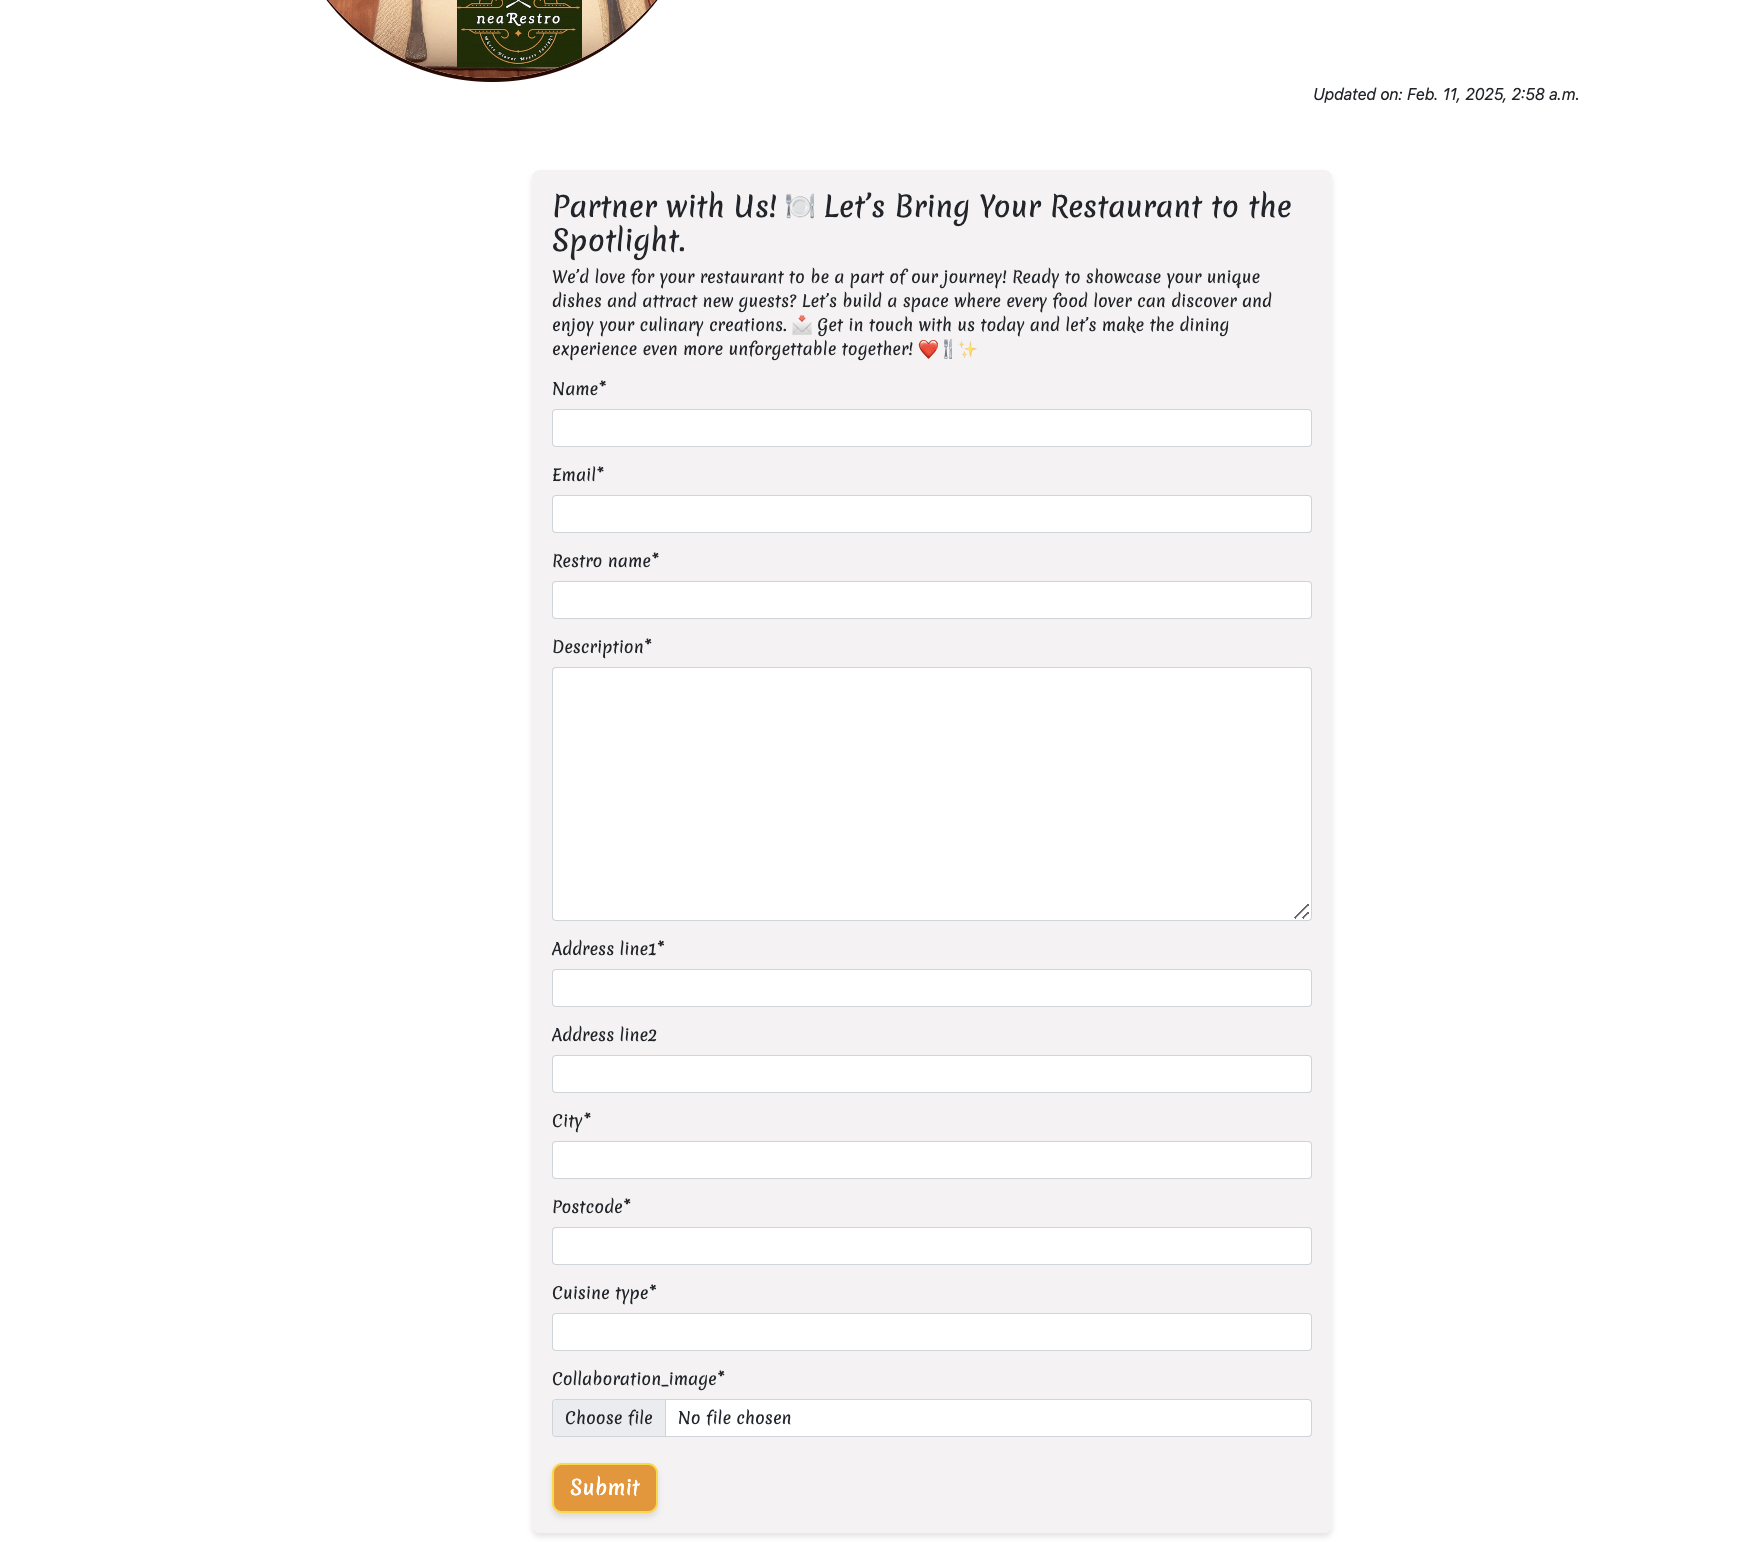 neaRestro
Where Dinner Meets Insight
Updated on: Feb. 11, 2025, 2:58 a.m.
Partner with Us! 🍽️ Let’s Bring Your Restaurant to the
Spotlight.
We’d love for your restaurant to be a part of our journey! Ready to showcase your unique
dishes and attract new guests? Let’s build a space where every food lover can discover and
enjoy your culinary creations. 📩 Get in touch with us today and let’s make the dining
experience even more unforgettable together! ❤️🍴✨
Name*
Email*
Restro name*
Description*
Address line1*
Address line2
City*
Postcode*
Cuisine type*
Collaboration_image*
Choose file No file chosen
Submit